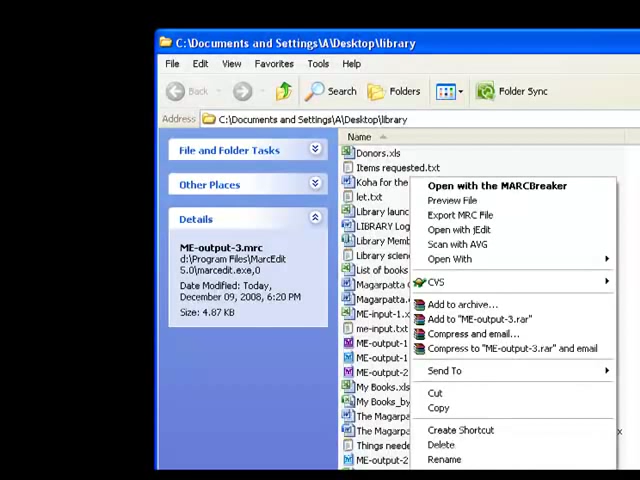 C:\Documents and Settings\A\Desktop\library
File Edit View Favorites Tools Help
Back Search Folders Folder Sync
Address C:\Documents and Settings\A\Desktop\library
File and Folder Tasks
Other Places
Details
ME-output-3.mrc
d:\Program Files\MarcEdit
5.0\marcedit.exe,0
Date Modified: Today,
December 09, 2008, 6:20 PM
Size: 4.87 KB
Name
Donors.xls
Items requested.txt
Koha for the
let.txt
Library launc
LIBRARY Log
Library Mem
Library scien
List of books
Magarpatta
Magarpatta.
ME-input-1.x
me-input.txt
ME-output-1
ME-output-1
ME-output-2
My Books.xls
My Books_by
The Magarpa
The Magarpa
Things neede
ME-output-2
Open with the MARCBreaker
Preview File
Export MRC File
Open with jEdit
Scan with AVG
Open With
CVS
Add to archive...
Add to "ME-output-3.rar"
Compress and email...
Compress to "ME-output-3.rar" and email
Send To
Cut
Copy
Create Shortcut
Delete
Rename